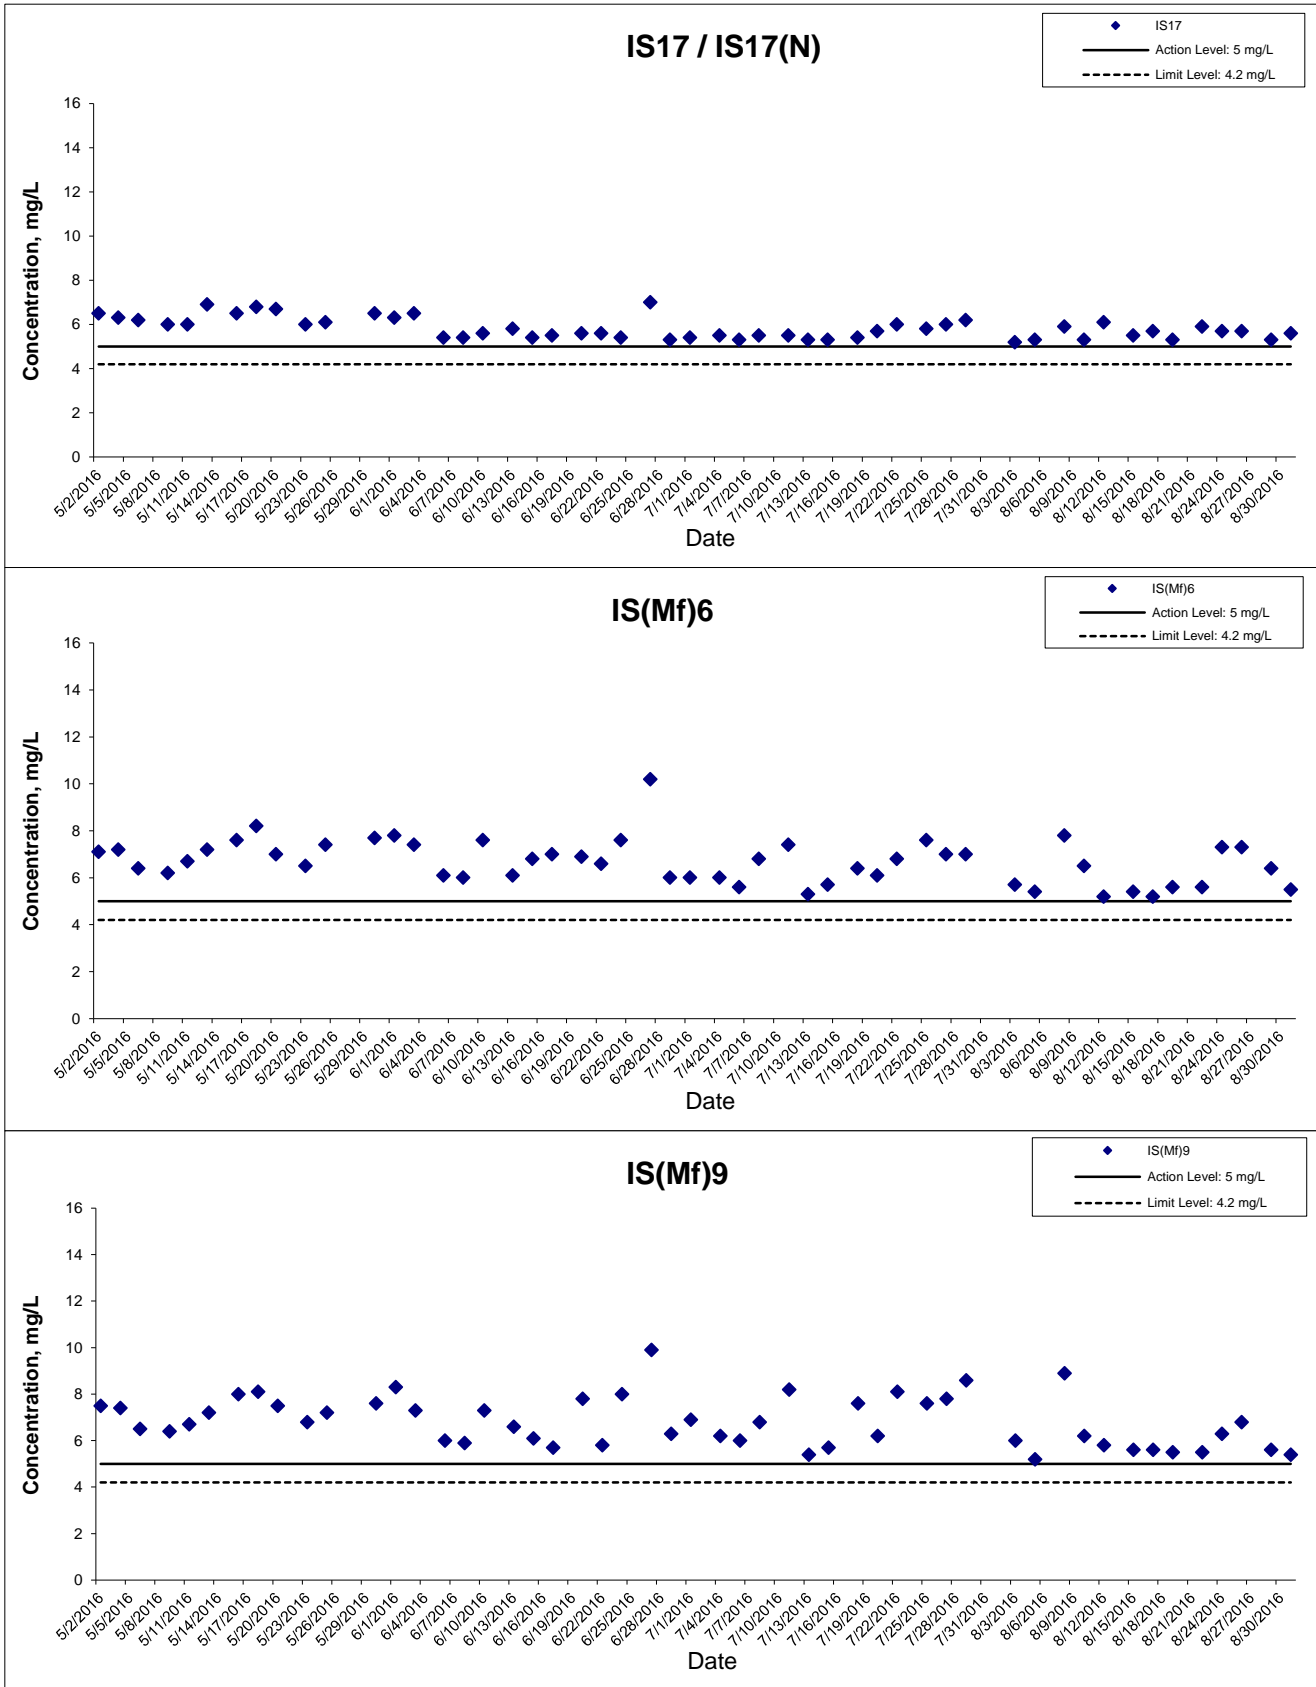 IS17 / IS17(N)
IS17
Action Level: 5 mg/L
Limit Level: 4.2 mg/L
Concentration, mg/L
16
14
12
10
8
6
4
2
0
5/2/2016 5/5/2016 5/8/2016 5/11/2016 5/14/2016 5/17/2016 5/20/2016 5/23/2016 5/26/2016 5/29/2016 6/1/2016 6/4/2016 6/7/2016 6/10/2016 6/13/2016 6/16/2016 6/19/2016 6/22/2016 6/25/2016 6/28/2016 7/1/2016 7/4/2016 7/7/2016 7/10/2016 7/13/2016 7/16/2016 7/19/2016 7/22/2016 7/25/2016 7/28/2016 7/31/2016 8/3/2016 8/6/2016 8/9/2016 8/12/2016 8/15/2016 8/18/2016 8/21/2016 8/24/2016 8/27/2016 8/30/2016
Date
IS(Mf)6
IS(Mf)6
Action Level: 5 mg/L
Limit Level: 4.2 mg/L
Concentration, mg/L
16
14
12
10
8
6
4
2
0
5/2/2016 5/5/2016 5/8/2016 5/11/2016 5/14/2016 5/17/2016 5/20/2016 5/23/2016 5/26/2016 5/29/2016 6/1/2016 6/4/2016 6/7/2016 6/10/2016 6/13/2016 6/16/2016 6/19/2016 6/22/2016 6/25/2016 6/28/2016 7/1/2016 7/4/2016 7/7/2016 7/10/2016 7/13/2016 7/16/2016 7/19/2016 7/22/2016 7/25/2016 7/28/2016 7/31/2016 8/3/2016 8/6/2016 8/9/2016 8/12/2016 8/15/2016 8/18/2016 8/21/2016 8/24/2016 8/27/2016 8/30/2016
Date
IS(Mf)9
IS(Mf)9
Action Level: 5 mg/L
Limit Level: 4.2 mg/L
Concentration, mg/L
16
14
12
10
8
6
4
2
0
5/2/2016 5/5/2016 5/8/2016 5/11/2016 5/14/2016 5/17/2016 5/20/2016 5/23/2016 5/26/2016 5/29/2016 6/1/2016 6/4/2016 6/7/2016 6/10/2016 6/13/2016 6/16/2016 6/19/2016 6/22/2016 6/25/2016 6/28/2016 7/1/2016 7/4/2016 7/7/2016 7/10/2016 7/13/2016 7/16/2016 7/19/2016 7/22/2016 7/25/2016 7/28/2016 7/31/2016 8/3/2016 8/6/2016 8/9/2016 8/12/2016 8/15/2016 8/18/2016 8/21/2016 8/24/2016 8/27/2016 8/30/2016
Date